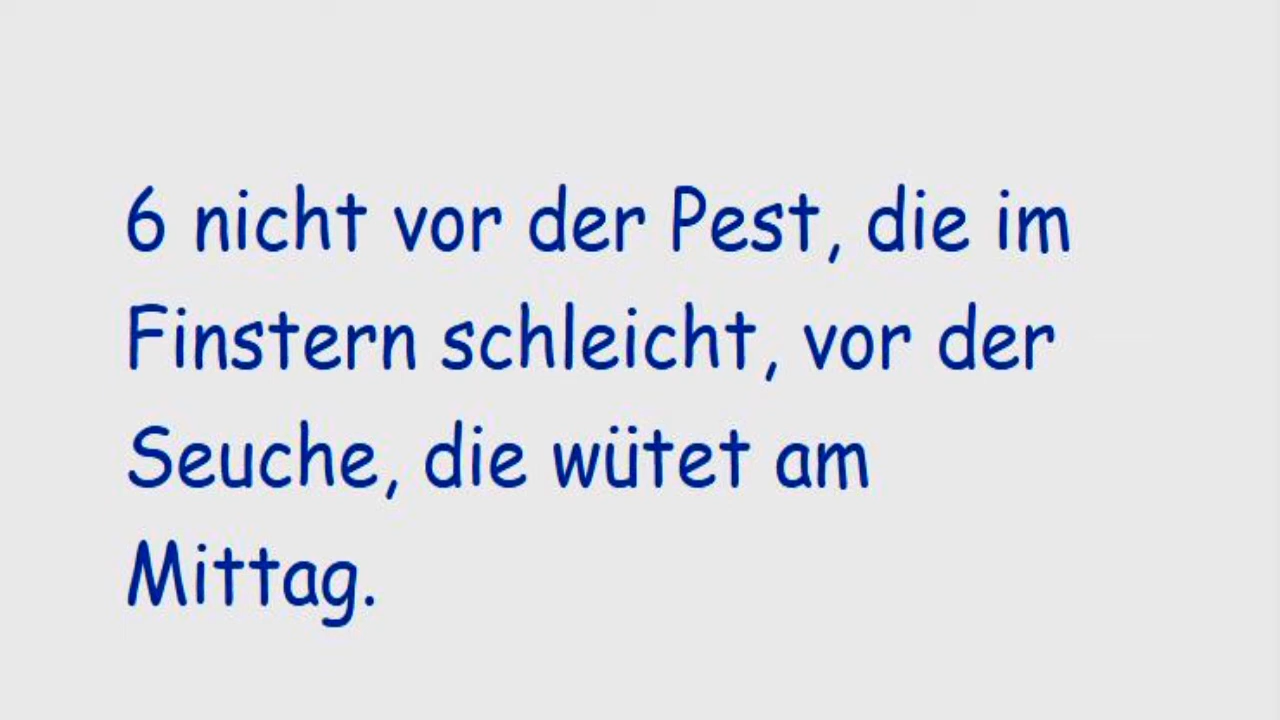 6 nicht vor der Pest, die im
Finstern schleicht, vor der
Seuche, die wütet am
Mittag.